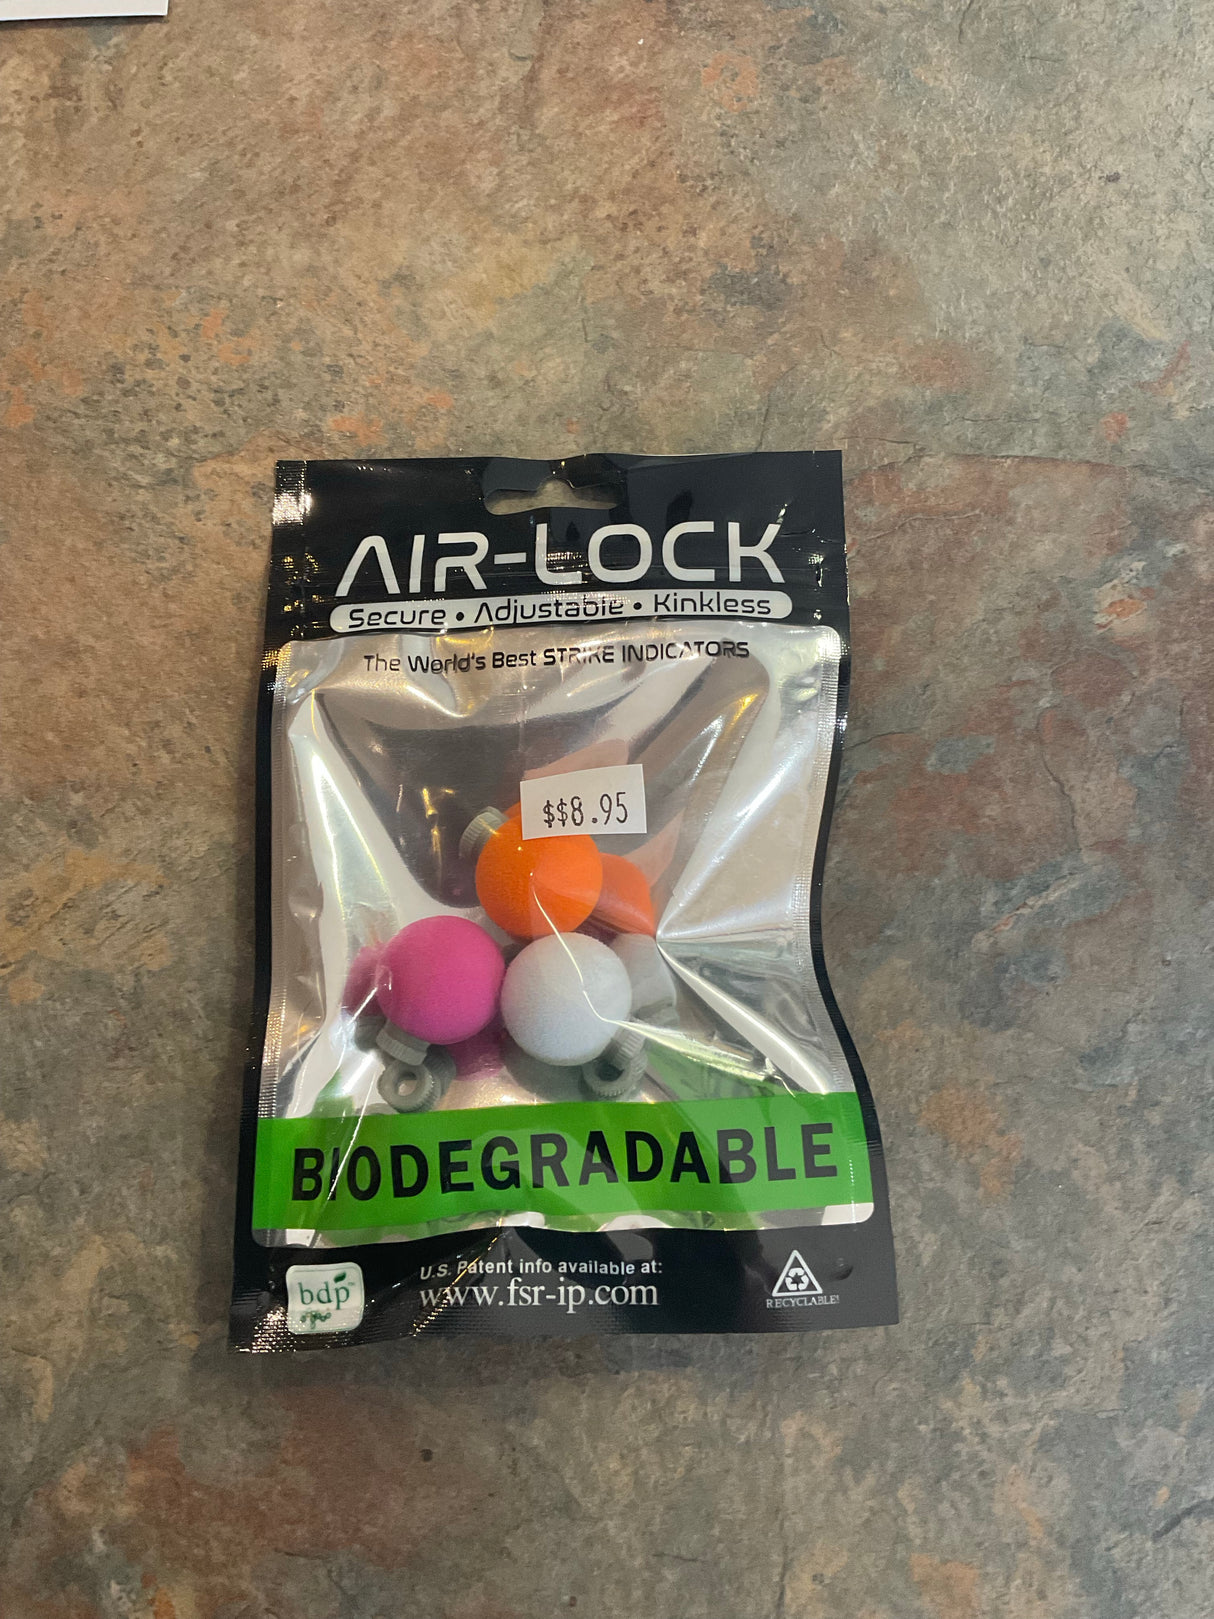 AIR-LOCK
Secure • Adjustable • Kinkless
The World's Best STRIKE INDICATORS
$$8.95
BIODEGRADABLE
bdp™
U.S. Patent info available at:
www.fsr-ip.com
RECYCLABLE!